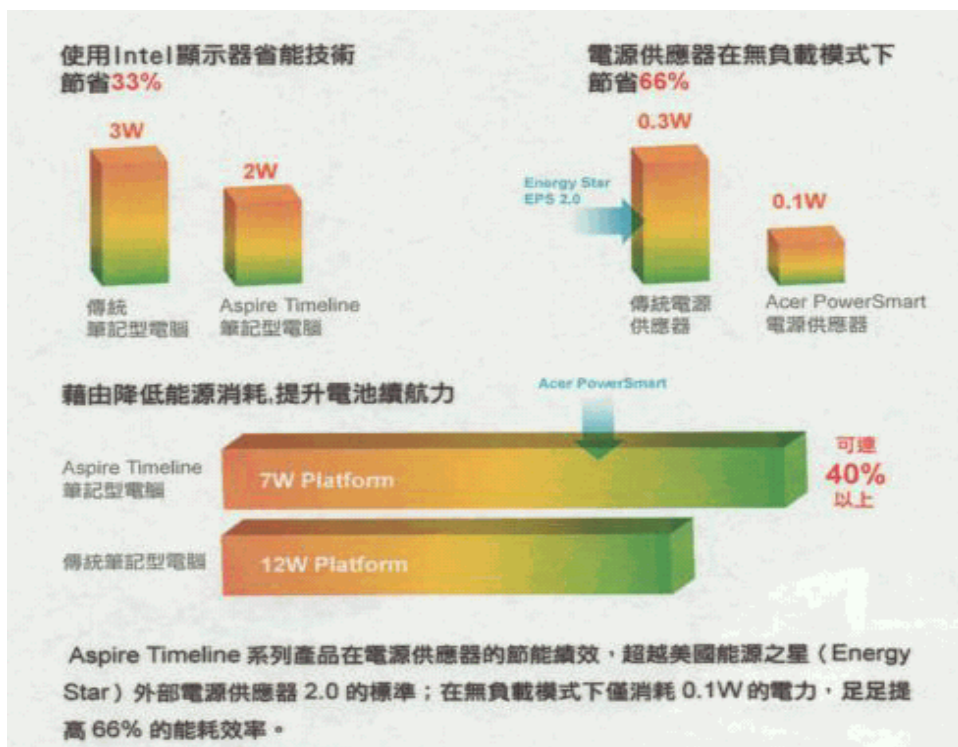 使用Intel顯示器省能技術
節省33%
3W
2W
傳統
筆記型電腦
Aspire Timeline
筆記型電腦
電源供應器在無負載模式下
節省66%
0.3W
Energy Star
EPS 2.0
0.1W
傳統電源
供應器
Acer PowerSmart
電源供應器
藉由降低能源消耗,提升電池續航力
Acer PowerSmart
Aspire Timeline
筆記型電腦
7W Platform
可達
40%
以上
傳統筆記型電腦
12W Platform
Aspire Timeline 系列產品在電源供應器的節能績效，超越美國能源之星（Energy
Star）外部電源供應器 2.0 的標準；在無負載模式下僅消耗 0.1W 的電力，足足提
高 66% 的能耗效率。